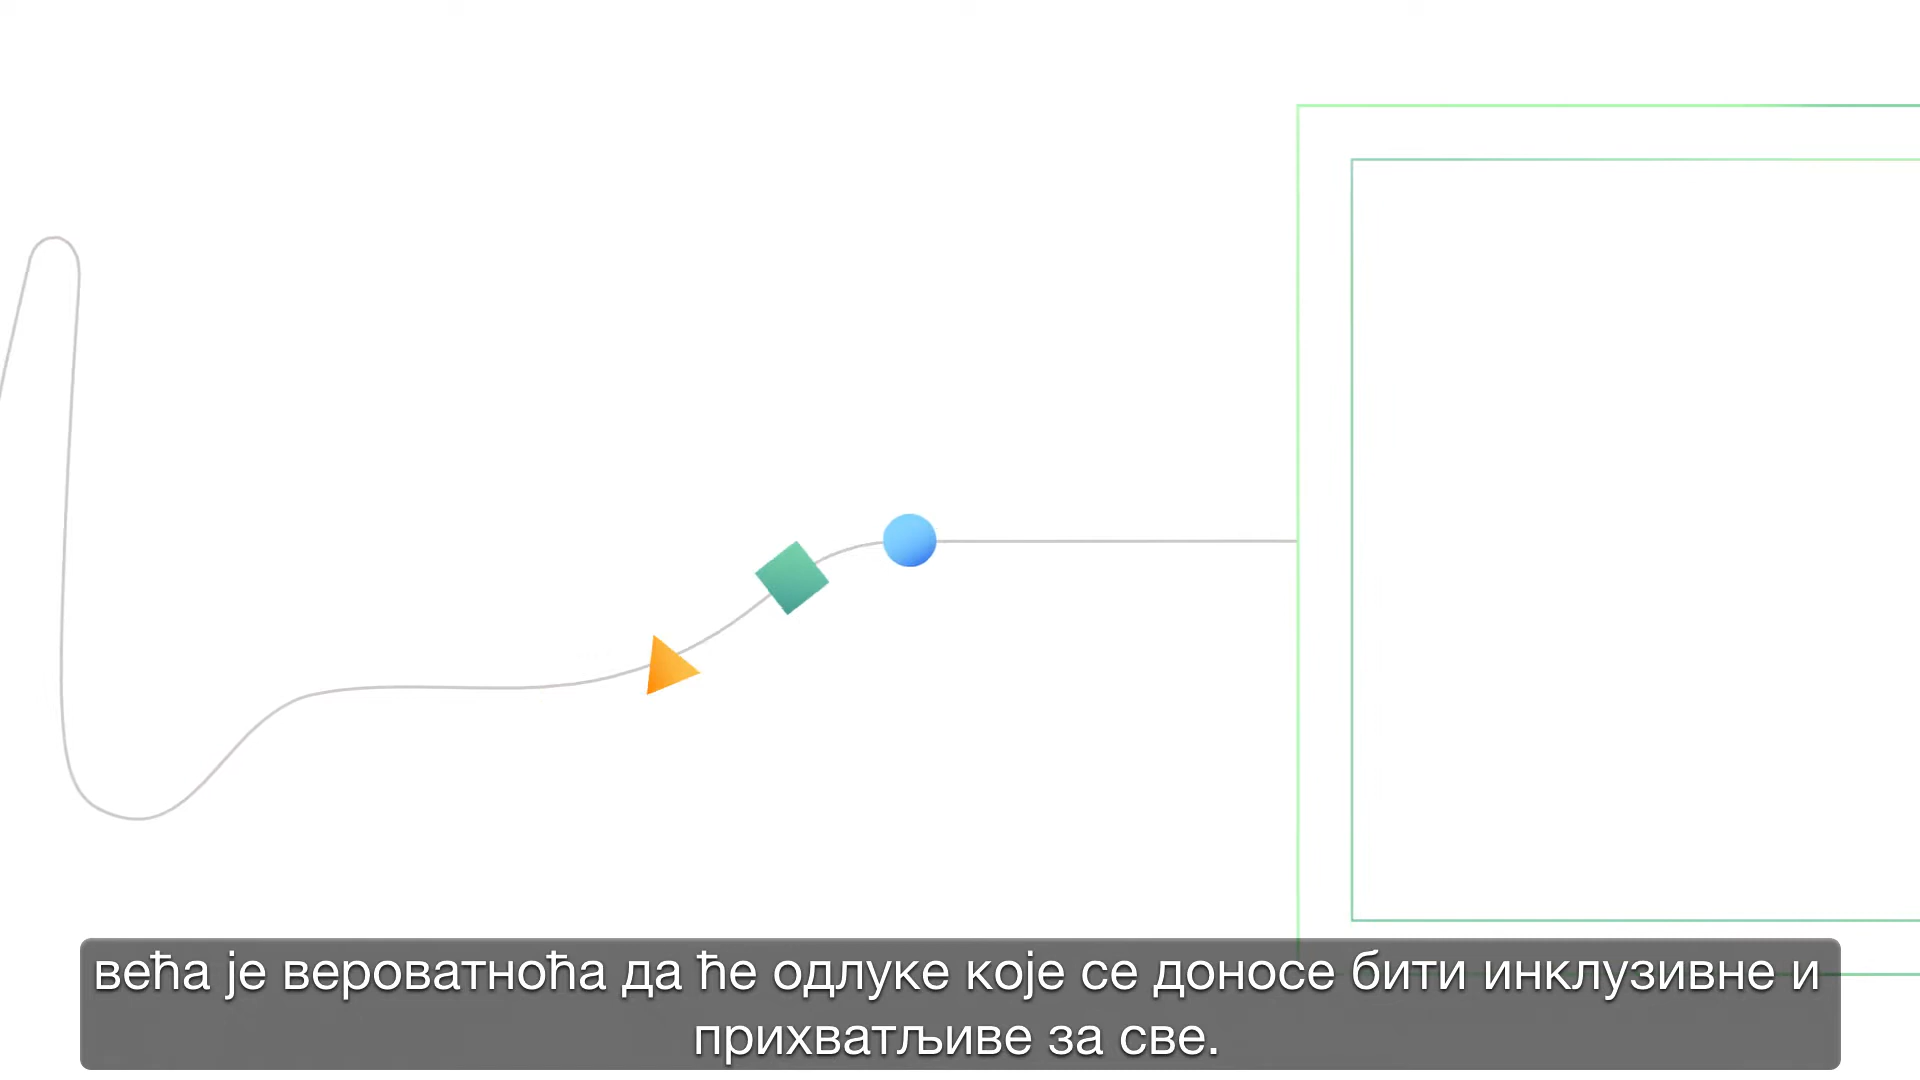 већа је вероватноћа да ће одлуке које се доносе бити инклузивне и
прихватљиве за све.